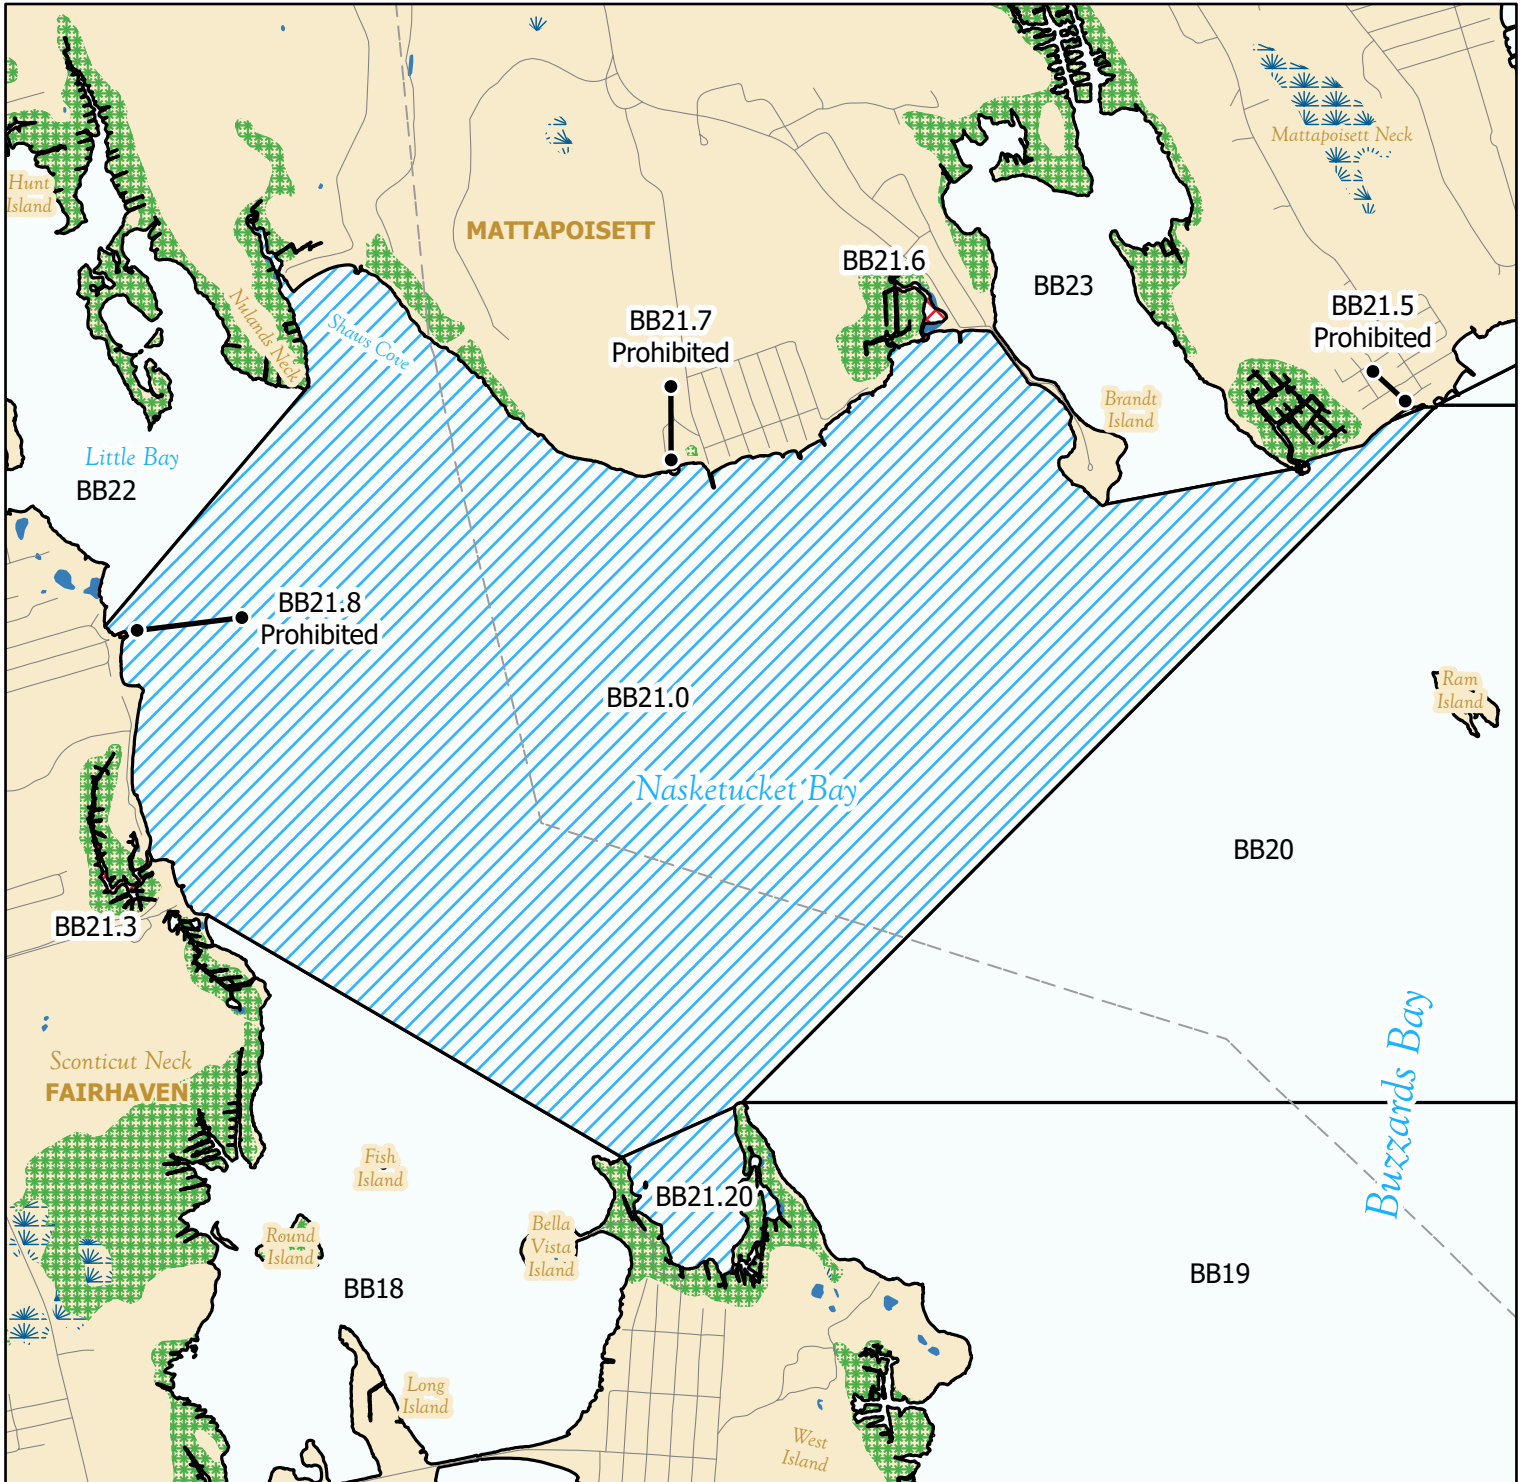 Mattapoisett Neck
Hunt
Island
MATTAPOISETT
BB21.6
BB23
BB21.5
Prohibited
Nulands Neck
Shaws Cove
BB21.7
Prohibited
Brandt
Island
Little Bay
BB22
BB21.8
Prohibited
BB21.0
Ram
Island
Nasketucket Bay
BB20
BB21.3
Sconticut Neck
FAIRHAVEN
Buzzards Bay
Fish
Island
BB21.20
Round
Island
Bella
Vista
Island
BB18
BB19
Long
Island
West
Island